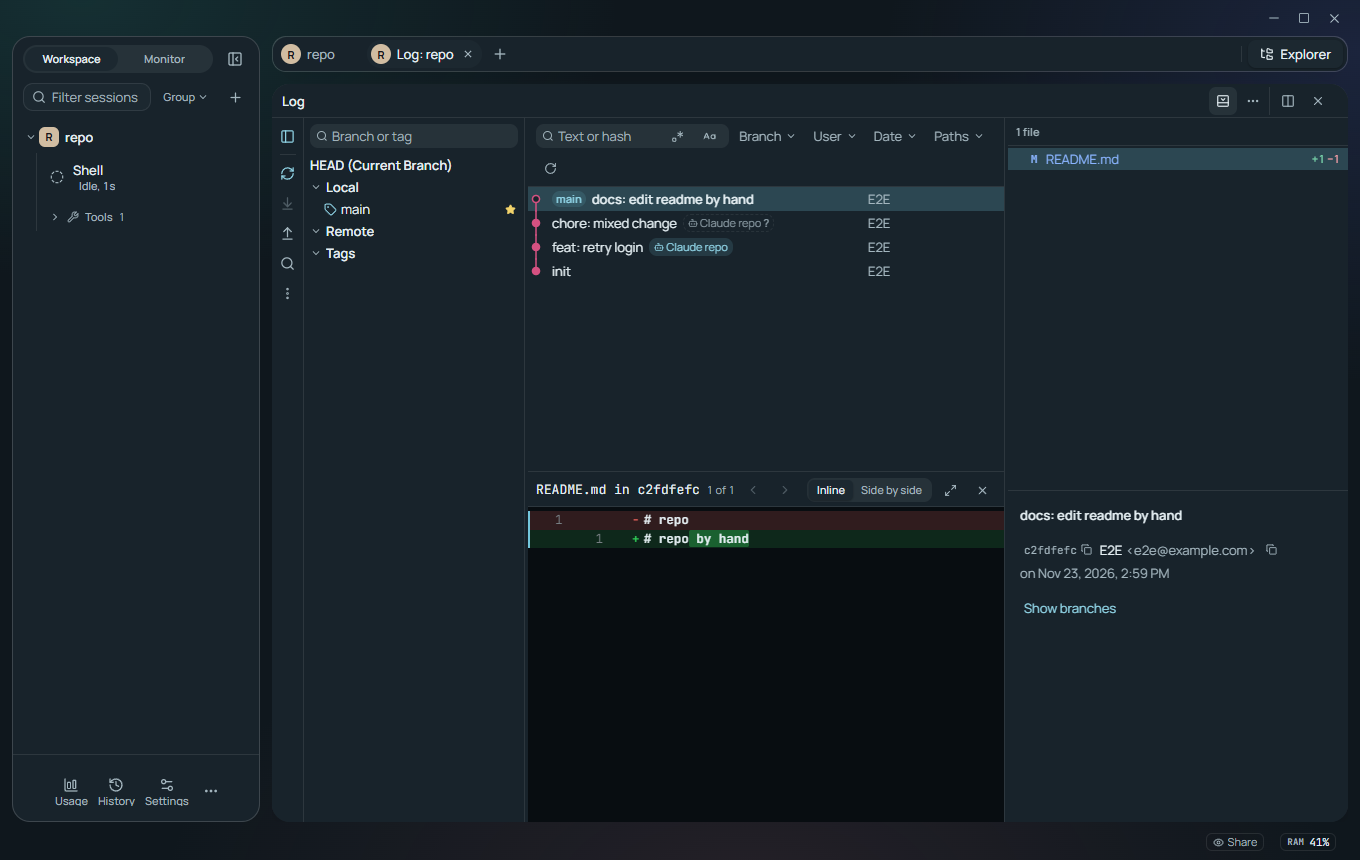 Workspace Monitor
Filter sessions Group
R repo
Shell
Idle, 1s
Tools 1
Usage History Settings
R repo R Log: repo
Explorer
Log
Branch or tag
HEAD (Current Branch)
Local
main
Remote
Tags
Text or hash .* Aa Branch User Date Paths
main docs: edit readme by hand E2E
chore: mixed change Claude repo ? E2E
feat: retry login Claude repo E2E
init E2E
README.md in c2fdfefc 1 of 1 Inline Side by side
1 - # repo
1 + # repo by hand
1 file
M README.md +1 −1
docs: edit readme by hand
c2fdfefc E2E <e2e@example.com>
on Nov 23, 2026, 2:59 PM
Show branches
Share RAM 41%